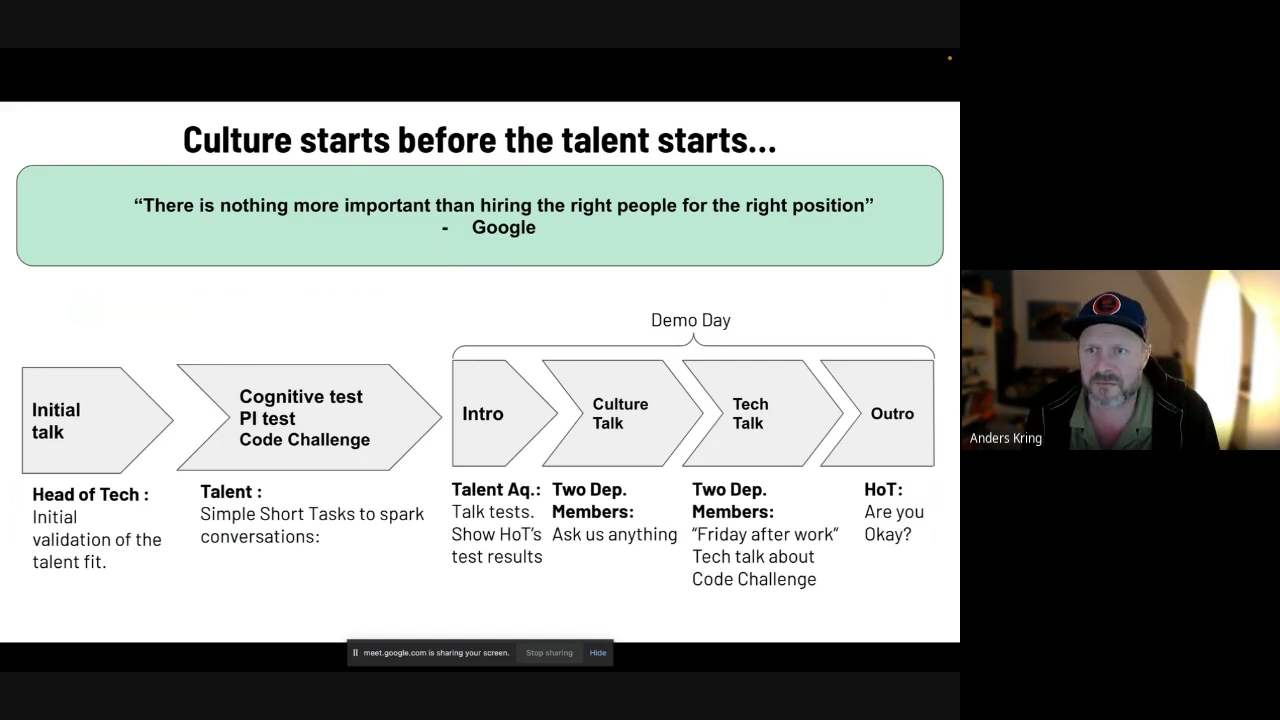 Culture starts before the talent starts...
“There is nothing more important than hiring the right people for the right position”
- Google
Demo Day
Initial
talk
Cognitive test
PI test
Code Challenge
Intro
Culture
Talk
Tech
Talk
Outro
Head of Tech :
Initial
validation of the
talent fit.
Talent :
Simple Short Tasks to spark
conversations:
Talent Aq.:
Talk tests.
Show HoT’s
test results
Two Dep.
Members:
Ask us anything
Two Dep.
Members:
“Friday after work”
Tech talk about
Code Challenge
HoT:
Are you
Okay?
Anders Kring
meet.google.com is sharing your screen.
Stop sharing
Hide